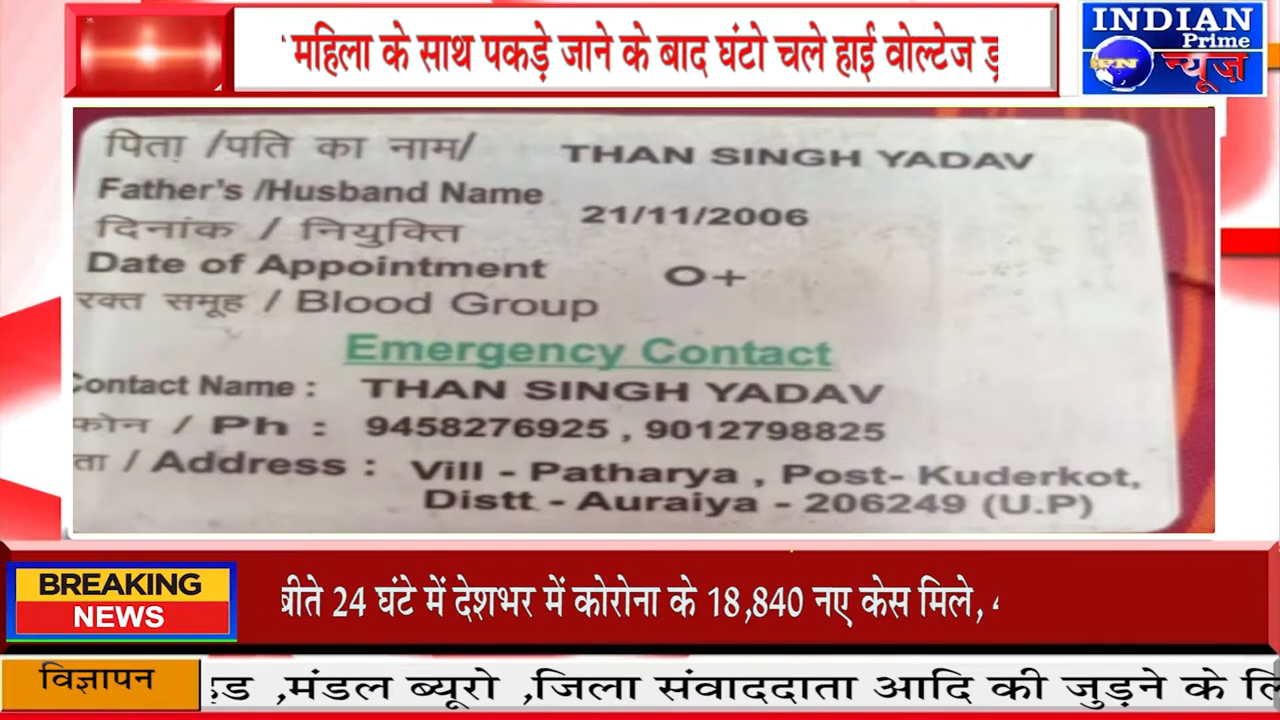 महिला के साथ पकड़े जाने के बाद घंटो चले हाई वोल्टेज
INDIAN
Prime
PN न्यूज़
पिता /पति का नाम/ THAN SINGH YADAV
Father's /Husband Name
21/11/2006
दिनांक / नियुक्ति
Date of Appointment
O+
रक्त समूह / Blood Group
Emergency Contact
Contact Name : THAN SINGH YADAV
फोन / Ph : 9458276925 , 9012798825
ता / Address : Vill - Patharya , Post- Kuderkot,
Distt - Auraiya - 206249 (U.P)
BREAKING
NEWS
बीते 24 घंटे में देशभर में कोरोना के 18,840 नए केस मिले,
विज्ञापन
,मंडल ब्यूरो ,जिला संवाददाता आदि की जुड़ने के